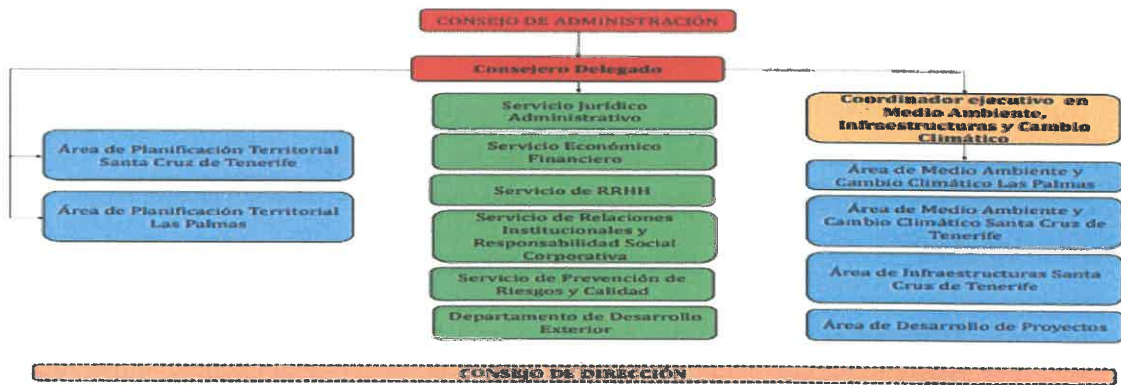 CONSEJO DE ADMINISTRACIÓN
Consejero Delegado
Área de Planificación Territorial
Santa Cruz de Tenerife
Área de Planificación Territorial
Las Palmas
Servicio Jurídico
Administrativo
Servicio Económico
Financiero
Servicio de RRHH
Servicio de Relaciones
Institucionales y
Responsabilidad Social
Corporativa
Servicio de Prevención de
Riesgos y Calidad
Departamento de Desarrollo
Exterior
Coordinador ejecutivo en
Medio Ambiente,
Infraestructuras y Cambio
Climático
Área de Medio Ambiente y
Cambio Climático Las Palmas
Área de Medio Ambiente y
Cambio Climático Santa Cruz de
Tenerife
Área de Infraestructuras Santa
Cruz de Tenerife
Área de Desarrollo de Proyectos
CONSEJO DE DIRECCIÓN